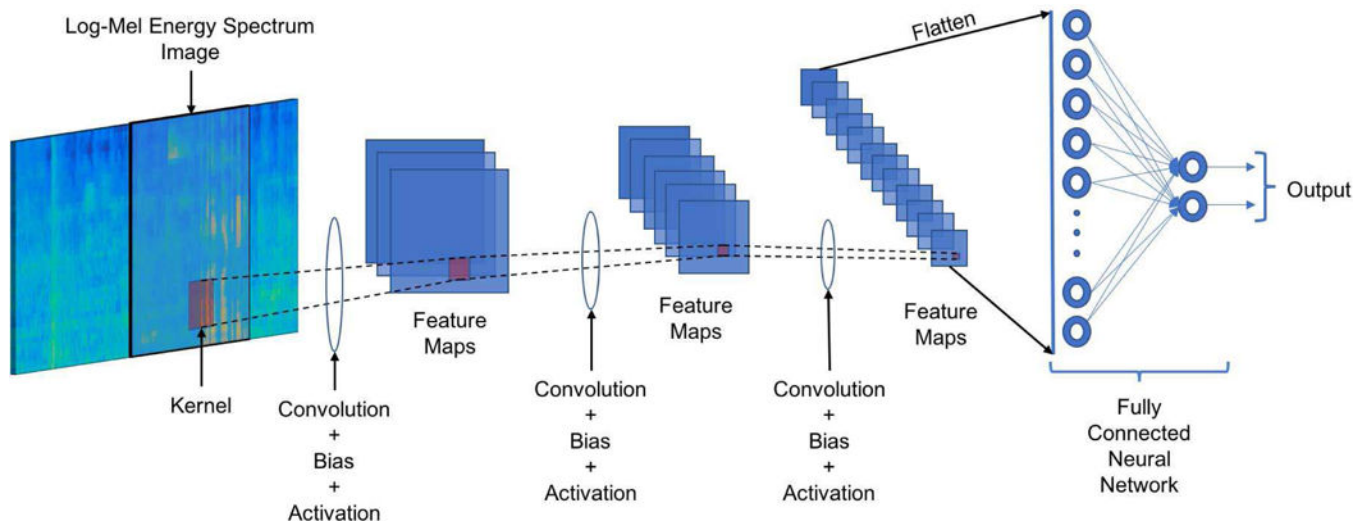 Log-Mel Energy Spectrum
Image
Kernel
Convolution
+
Bias
+
Activation
Feature
Maps
Convolution
+
Bias
+
Activation
Feature
Maps
Convolution
+
Bias
+
Activation
Feature
Maps
Flatten
Fully
Connected
Neural
Network
Output